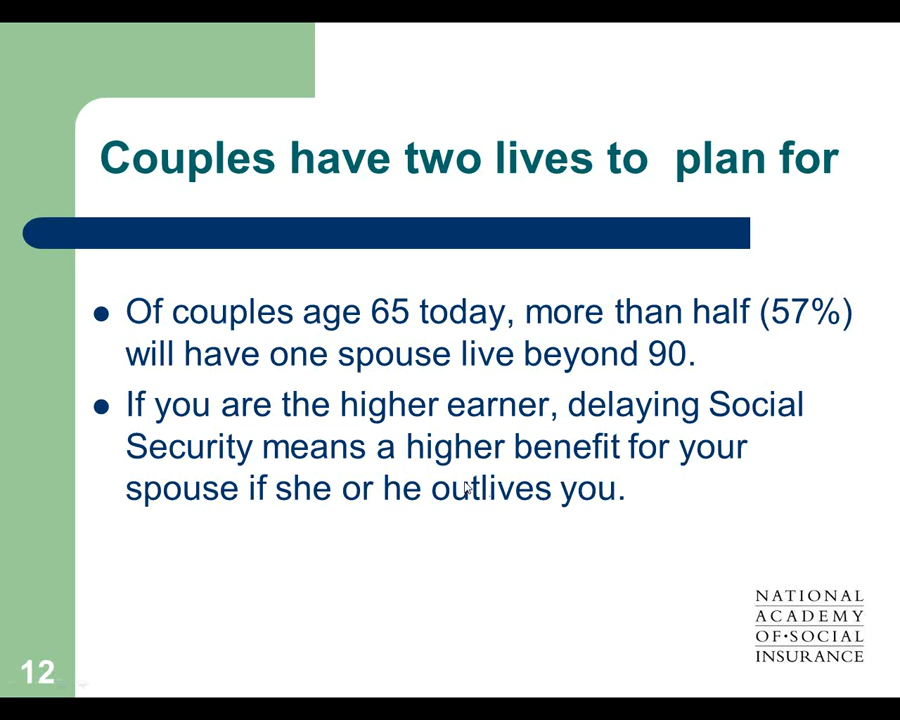 Couples have two lives to  plan for
● Of couples age 65 today, more than half (57%)
will have one spouse live beyond 90.
● If you are the higher earner, delaying Social
Security means a higher benefit for your
spouse if she or he outlives you.
NATIONAL
ACADEMY
OF•SOCIAL
INSURANCE
12